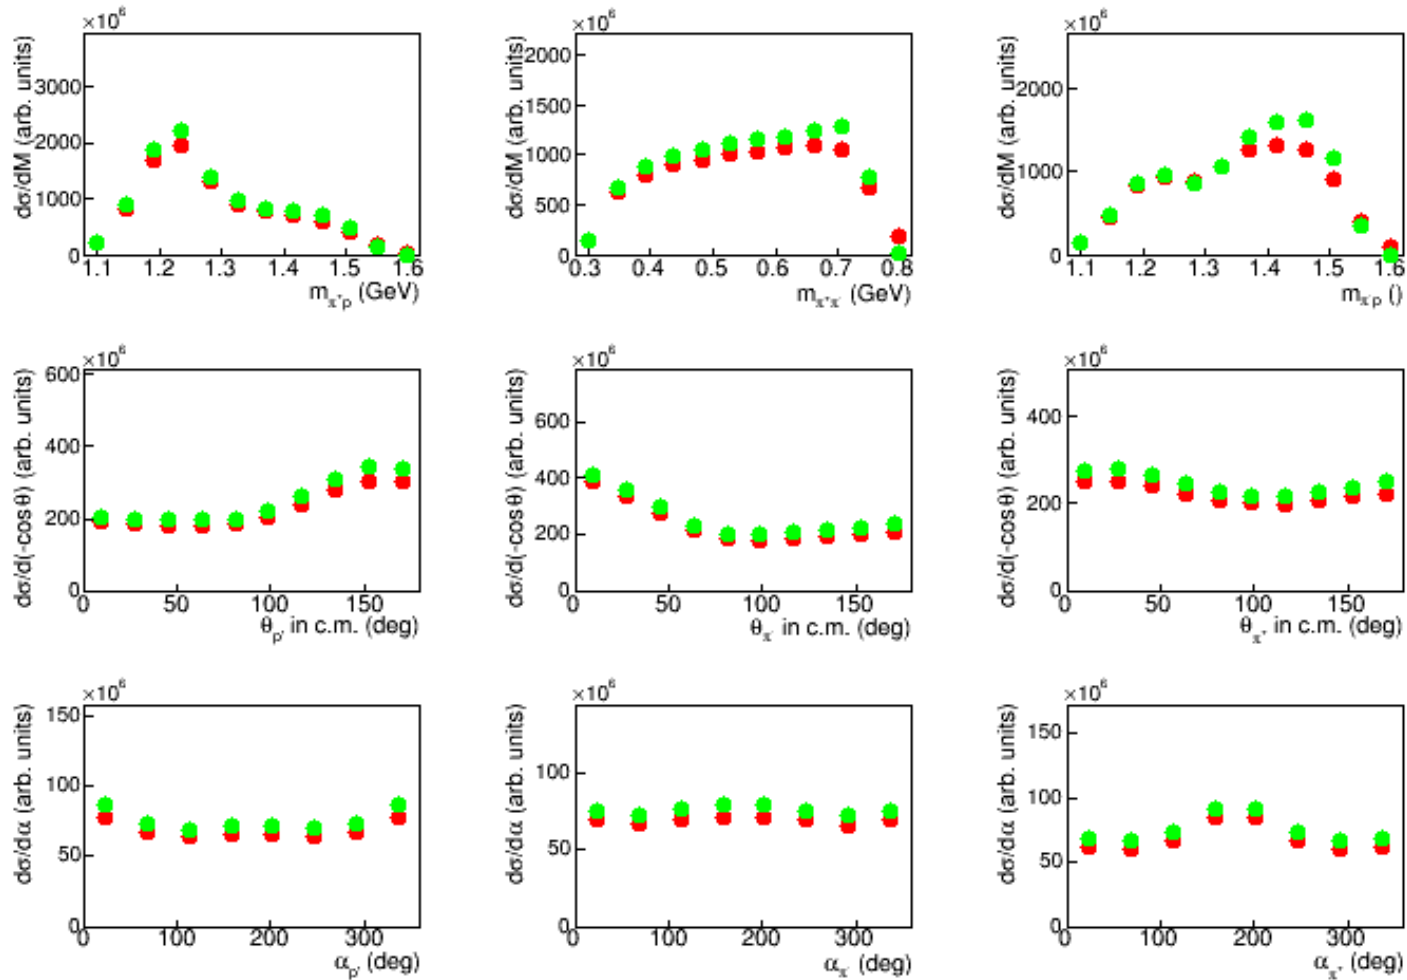 ×10⁶
dσ/dM (arb. units)
3000
2000
1000
0
1.1 1.2 1.3 1.4 1.5 1.6
m_π⁺p (GeV)
×10⁶
dσ/dM (arb. units)
2000
1500
1000
500
0
0.3 0.4 0.5 0.6 0.7 0.8
m_π⁺π⁻ (GeV)
×10⁶
dσ/dM (arb. units)
2000
1000
0
1.1 1.2 1.3 1.4 1.5 1.6
m_π⁻p ()
×10⁶
dσ/d(-cos θ) (arb. units)
600
400
200
0
0 50 100 150
θ_p' in c.m. (deg)
×10⁶
dσ/d(-cos θ) (arb. units)
600
400
200
0
0 50 100 150
θ_π⁻ in c.m. (deg)
×10⁶
dσ/d(-cos θ) (arb. units)
400
200
0
0 50 100 150
θ_π⁺ in c.m. (deg)
×10⁶
dσ/dα (arb. units)
150
100
50
0
0 100 200 300
α_p' (deg)
×10⁶
dσ/dα (arb. units)
100
50
0
0 100 200 300
α_π⁻ (deg)
×10⁶
dσ/dα (arb. units)
150
100
50
0
0 100 200 300
α_π⁺ (deg)